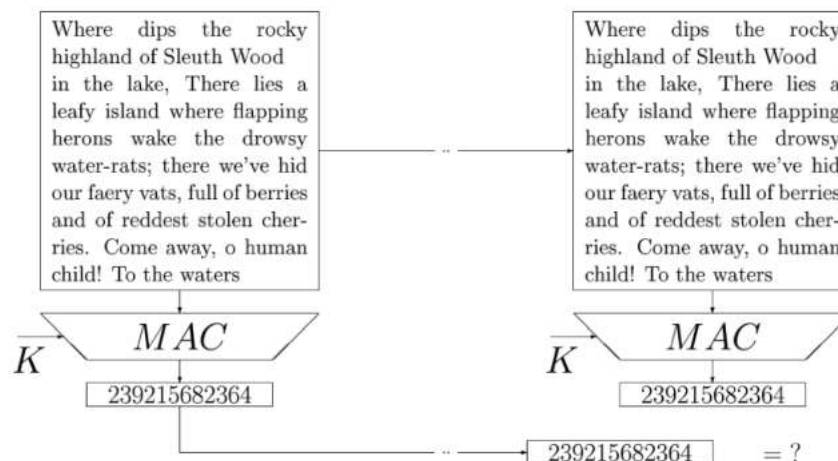 Where dips the rocky
highland of Sleuth Wood
in the lake, There lies a
leafy island where flapping
herons wake the drowsy
water-rats; there we've hid
our faery vats, full of berries
and of reddest stolen cher-
ries. Come away, o human
child! To the waters
MAC
K
239215682364
Where dips the rocky
highland of Sleuth Wood
in the lake, There lies a
leafy island where flapping
herons wake the drowsy
water-rats; there we've hid
our faery vats, full of berries
and of reddest stolen cher-
ries. Come away, o human
child! To the waters
MAC
K
239215682364
239215682364 = ?